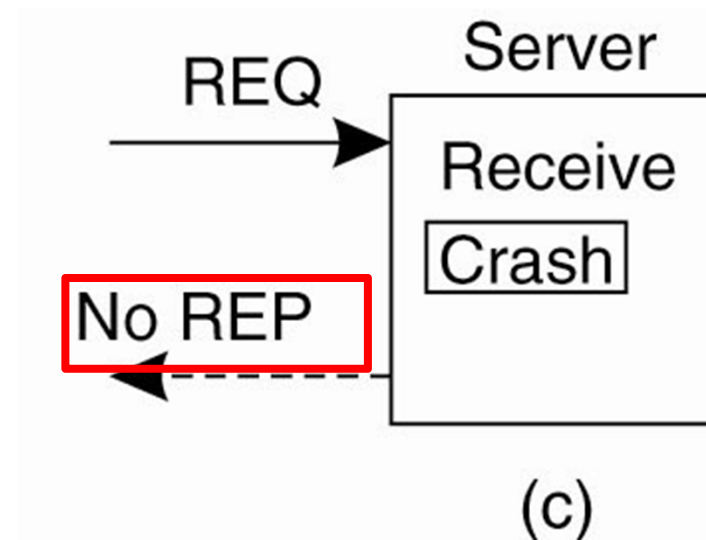 Server
REQ
Receive
Crash
No REP
(c)